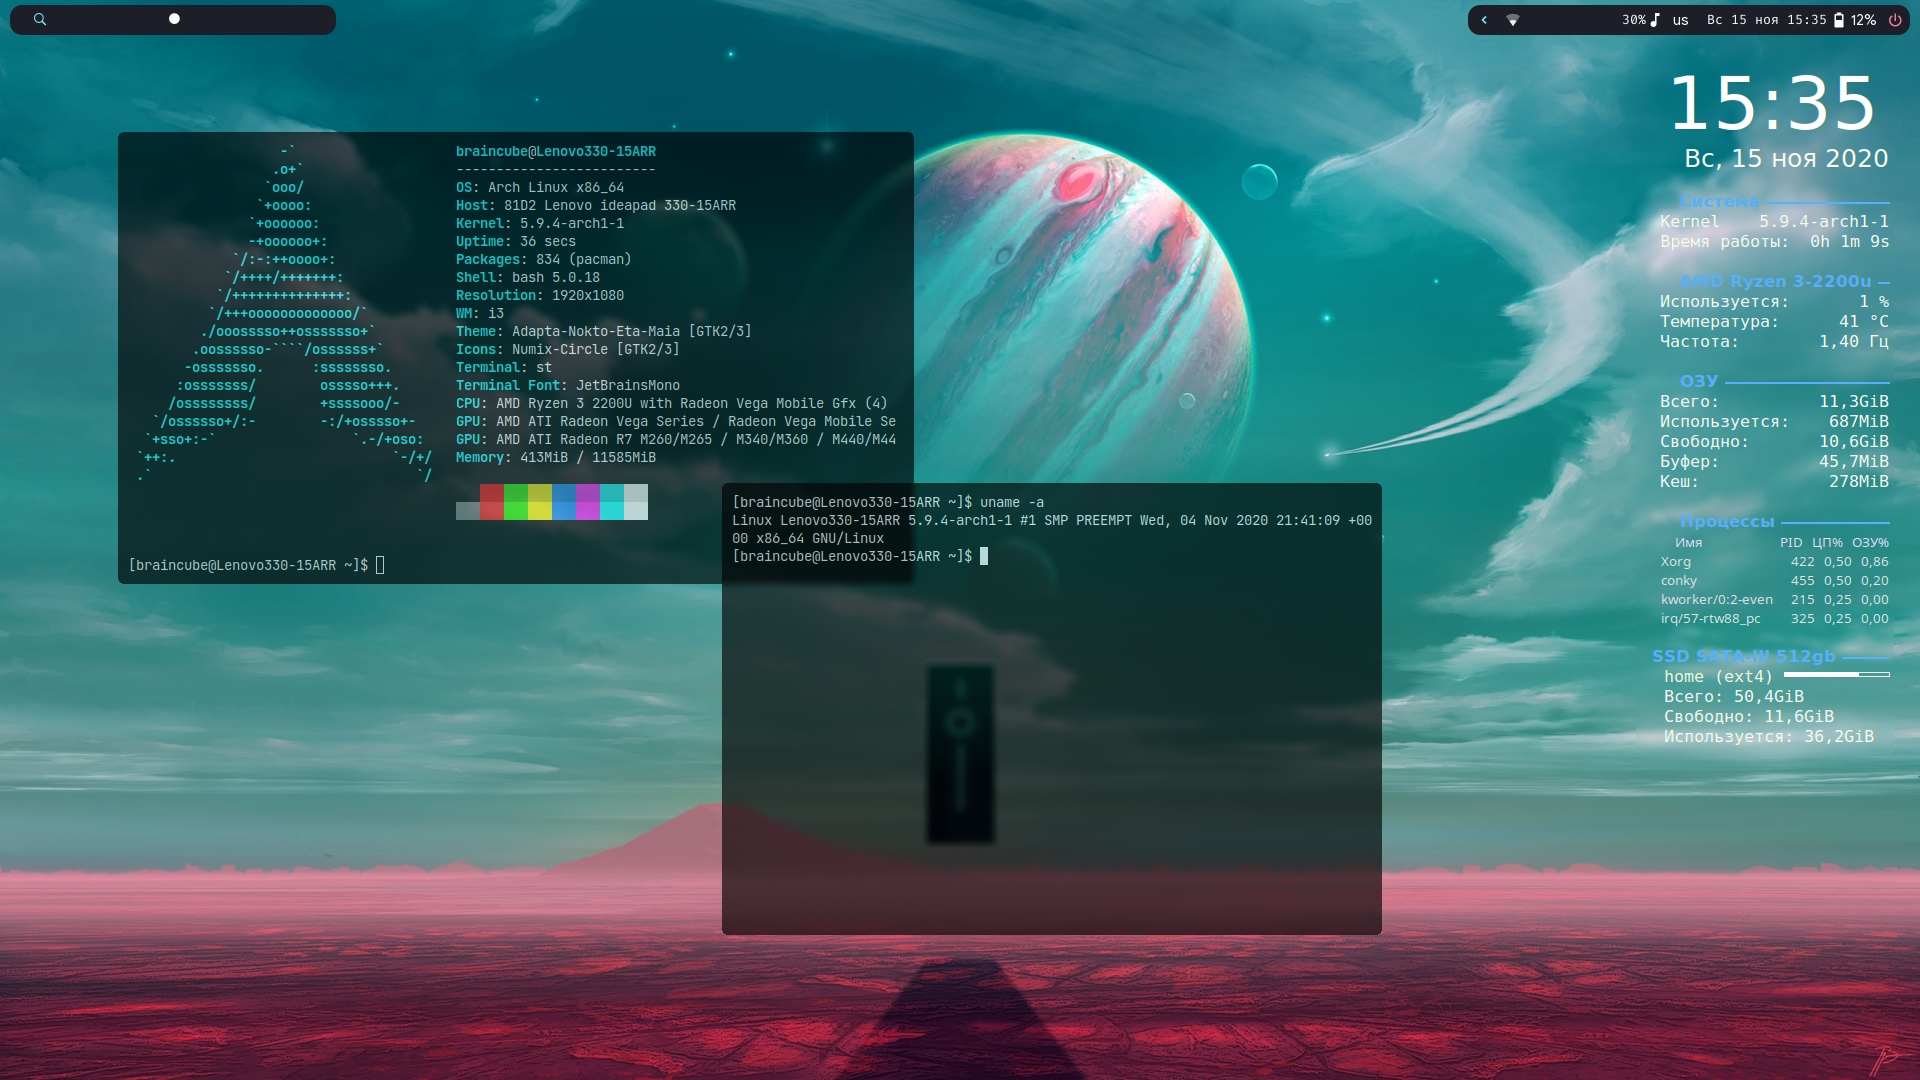 30% us Вс 15 ноя 15:35 12%
15:35
Вс, 15 ноя 2020
Система
Kernel 5.9.4-arch1-1
Время работы: 0h 1m 9s
AMD Ryzen 3-2200u
Используется: 1 %
Температура: 41 °C
Частота: 1,40 Гц
ОЗУ
Всего: 11,3GiB
Используется: 687MiB
Свободно: 10,6GiB
Буфер: 45,7MiB
Кеш: 278MiB
Процессы
Имя PID ЦП% ОЗУ%
Xorg 422 0,50 0,86
conky 455 0,50 0,20
kworker/0:2-even 215 0,25 0,00
irq/57-rtw88_pc 325 0,25 0,00
SSD SATA-III 512gb
home (ext4)
Всего: 50,4GiB
Свободно: 11,6GiB
Используется: 36,2GiB
braincube@Lenovo330-15ARR
-------------------------
OS: Arch Linux x86_64
Host: 81D2 Lenovo ideapad 330-15ARR
Kernel: 5.9.4-arch1-1
Uptime: 36 secs
Packages: 834 (pacman)
Shell: bash 5.0.18
Resolution: 1920x1080
WM: i3
Theme: Adapta-Nokto-Eta-Maia [GTK2/3]
Icons: Numix-Circle [GTK2/3]
Terminal: st
Terminal Font: JetBrainsMono
CPU: AMD Ryzen 3 2200U with Radeon Vega Mobile Gfx (4)
GPU: AMD ATI Radeon Vega Series / Radeon Vega Mobile Se
GPU: AMD ATI Radeon R7 M260/M265 / M340/M360 / M440/M44
Memory: 413MiB / 11585MiB
[braincube@Lenovo330-15ARR ~]$
[braincube@Lenovo330-15ARR ~]$ uname -a
Linux Lenovo330-15ARR 5.9.4-arch1-1 #1 SMP PREEMPT Wed, 04 Nov 2020 21:41:09 +00
00 x86_64 GNU/Linux
[braincube@Lenovo330-15ARR ~]$